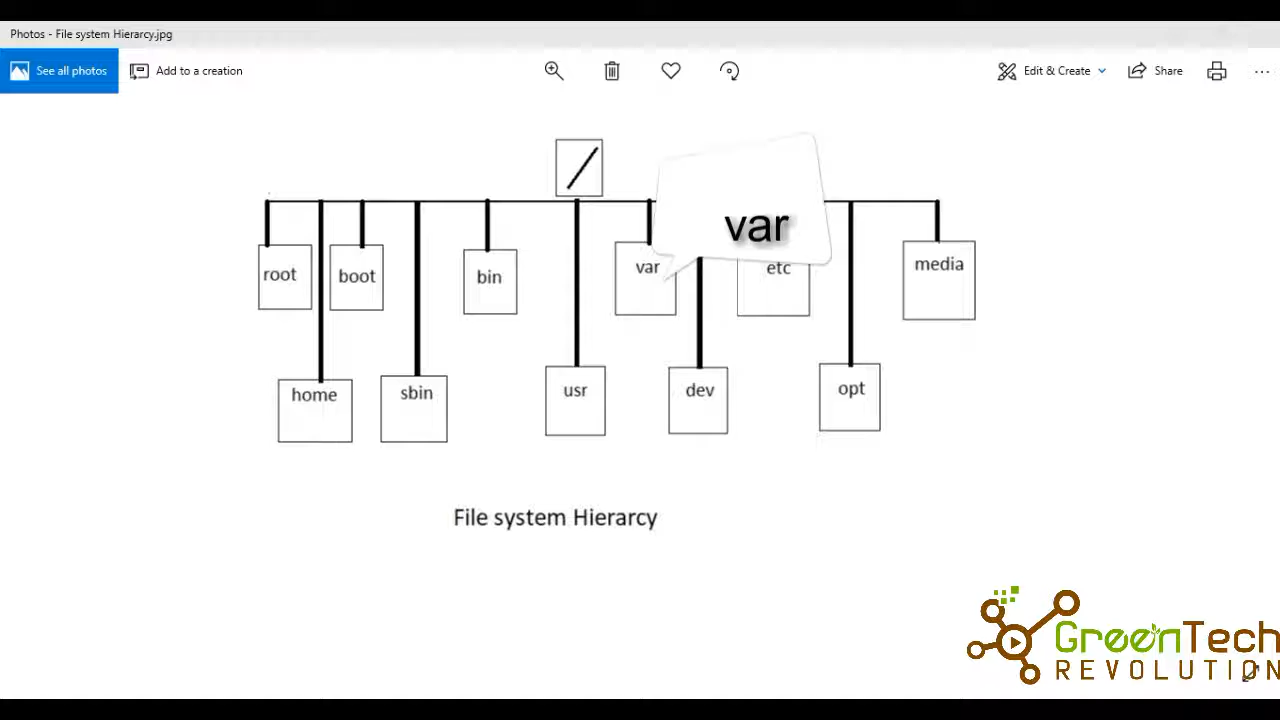 Photos - File system Hierarcy.jpg
See all photos
Add to a creation
Edit & Create
Share
/
var
root
boot
bin
var
etc
media
home
sbin
usr
dev
opt
File system Hierarcy
GreenTech
REVOLUTION